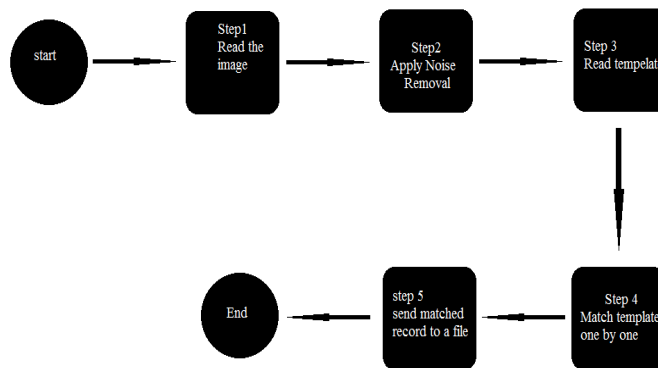 start
Step1
Read the
image
Step2
Apply Noise
Removal
Step 3
Read tempelat
Step 4
Match template
one by one
step 5
send matched
record to a file
End